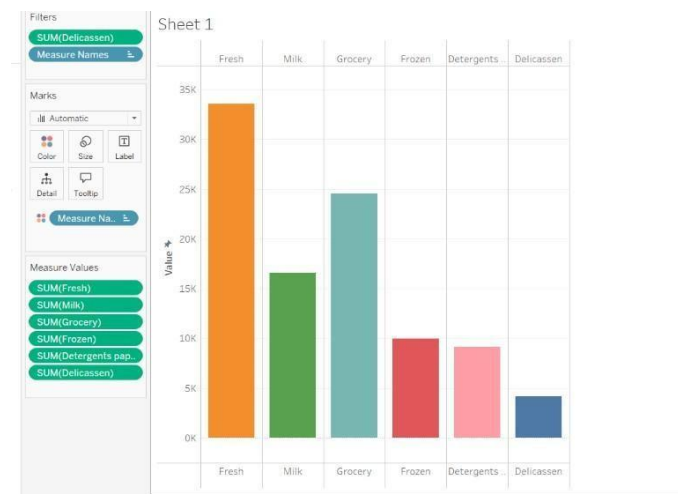 Filters
SUM(Delicassen)
Measure Names
Marks
Automatic
Color Size Label
Detail Tooltip
Measure Na..
Measure Values
SUM(Fresh)
SUM(Milk)
SUM(Grocery)
SUM(Frozen)
SUM(Detergents pap..
SUM(Delicassen)
Sheet 1
Fresh Milk Grocery Frozen Detergents .. Delicassen
Value
35K
30K
25K
20K
15K
10K
5K
0K
Fresh Milk Grocery Frozen Detergents .. Delicassen